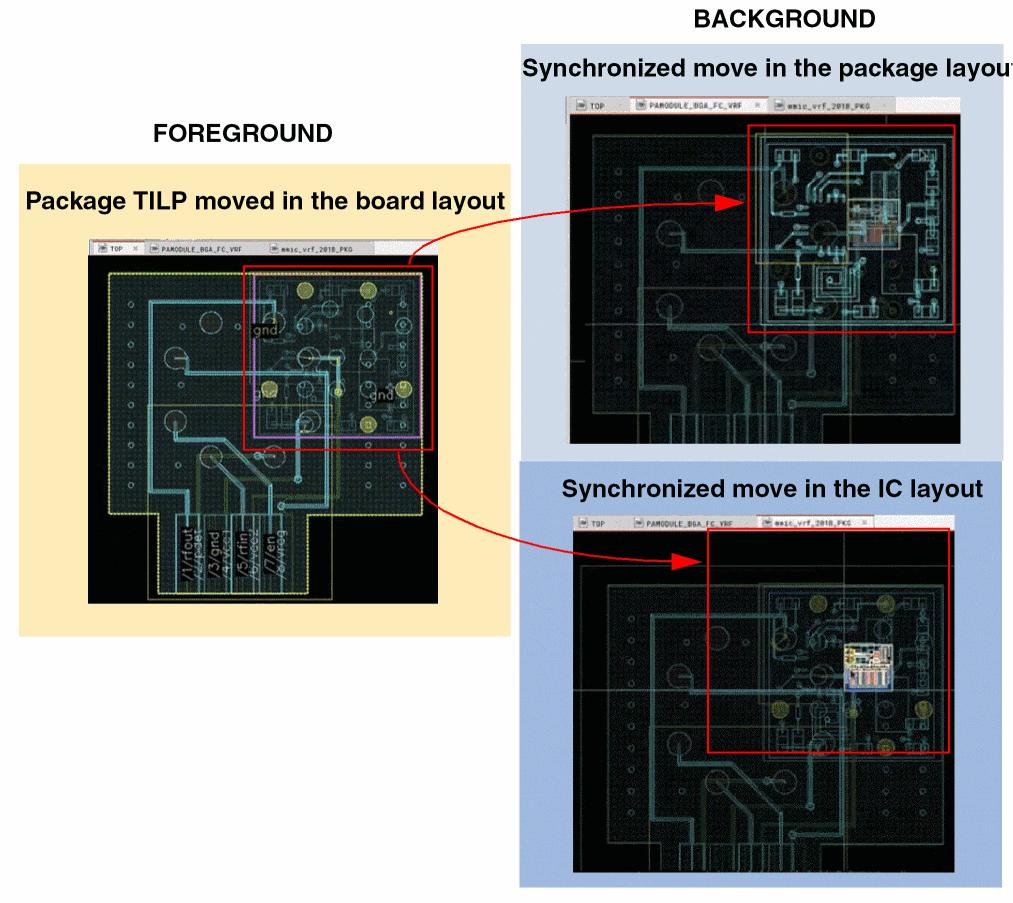 BACKGROUND
Synchronized move in the package layou
TOP PAMODULE_BGA_FC_VRF × mmic_vrf_2018_PKG
FOREGROUND
Package TILP moved in the board layout
TOP × PAMODULE_BGA_FC_VRF mmic_vrf_2018_PKG
gnd
gnd
gnd
/1/rfout
/2/pdet
/3/gnd
/4/vcc1
/5/rfin
/6/vcc2
/7/en
/8/vreg
Synchronized move in the IC layout
TOP PAMODULE_BGA_FC_VRF mmic_vrf_2018_PKG ×